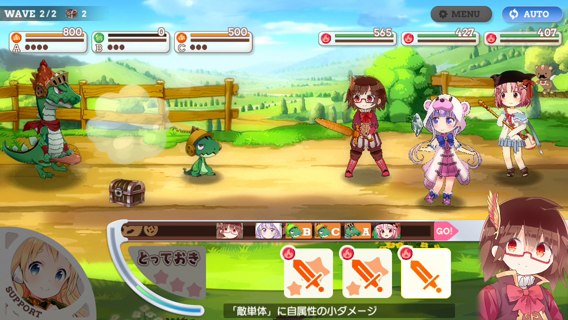 WAVE 2/2 2
MENU
AUTO
800
0
500
A
B
C
565
427
407
B C A GO!
SUPPORT
とっておき
「敵単体」に自属性の小ダメージ